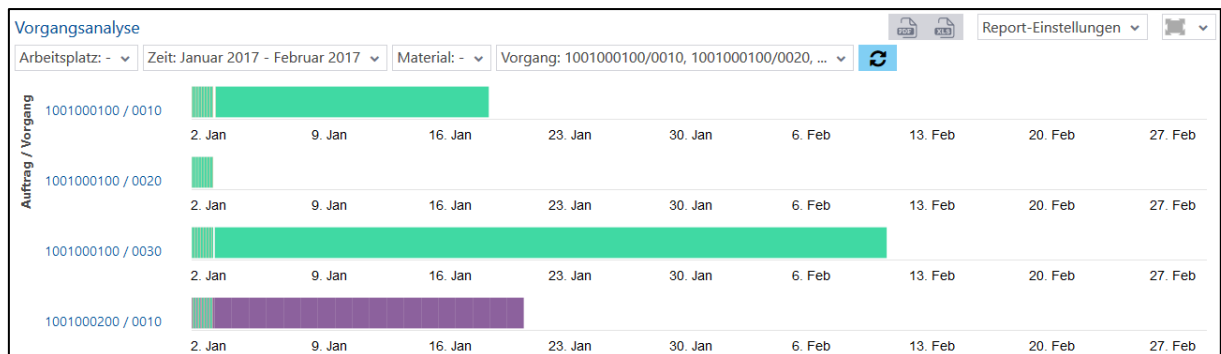 Vorgangsanalyse
PDF XLS Report-Einstellungen
Arbeitsplatz: - Zeit: Januar 2017 - Februar 2017 Material: - Vorgang: 1001000100/0010, 1001000100/0020, ...
Auftrag / Vorgang
1001000100 / 0010
2. Jan 9. Jan 16. Jan 23. Jan 30. Jan 6. Feb 13. Feb 20. Feb 27. Feb
1001000100 / 0020
2. Jan 9. Jan 16. Jan 23. Jan 30. Jan 6. Feb 13. Feb 20. Feb 27. Feb
1001000100 / 0030
2. Jan 9. Jan 16. Jan 23. Jan 30. Jan 6. Feb 13. Feb 20. Feb 27. Feb
1001000200 / 0010
2. Jan 9. Jan 16. Jan 23. Jan 30. Jan 6. Feb 13. Feb 20. Feb 27. Feb